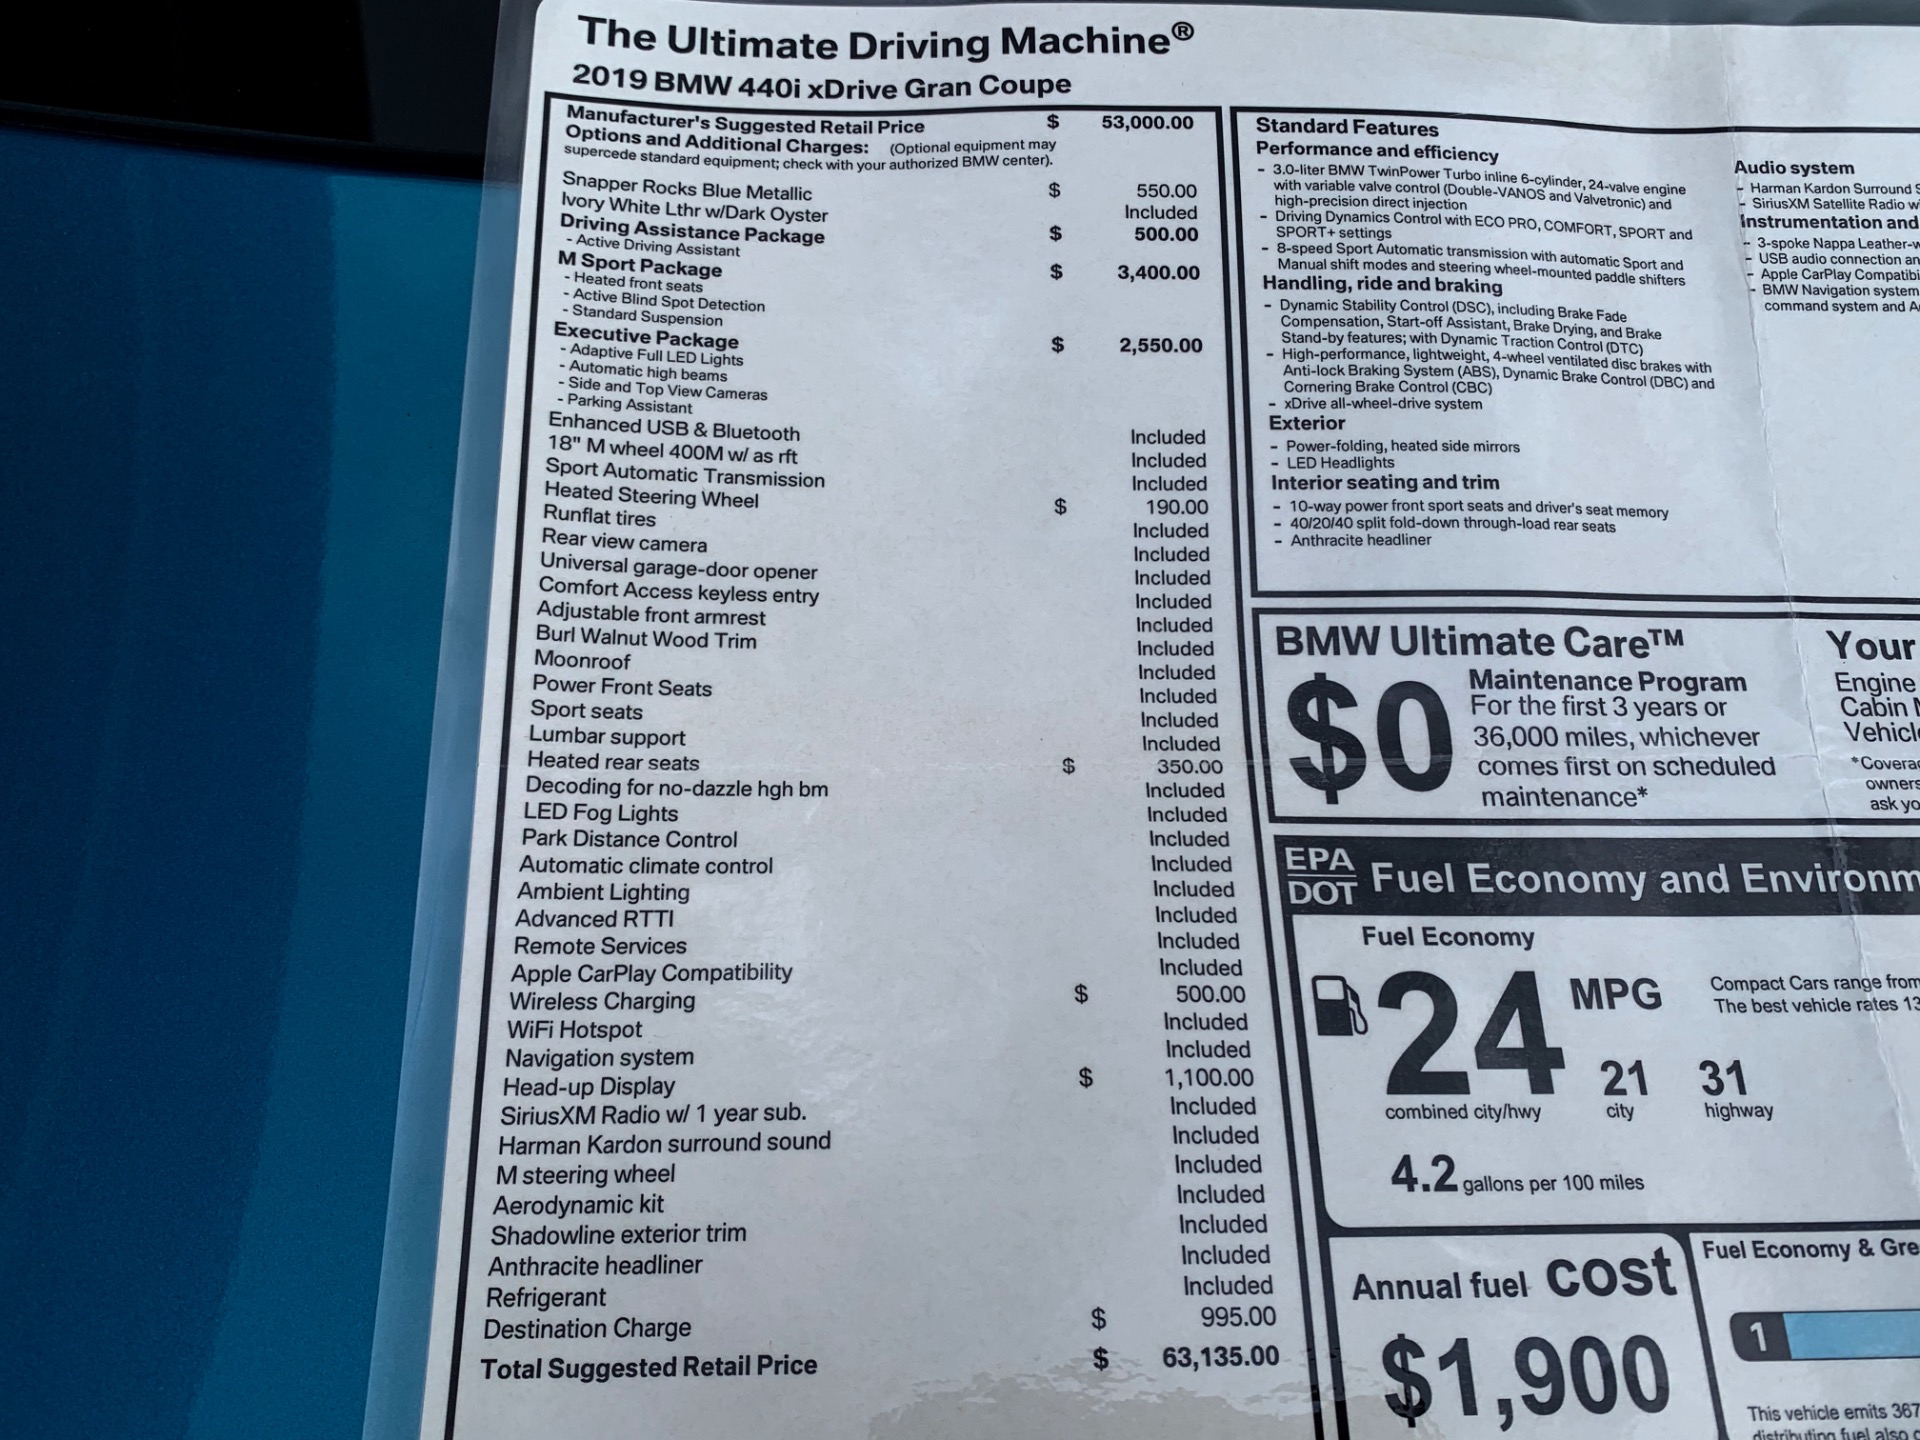 The Ultimate Driving Machine®
2019 BMW 440i xDrive Gran Coupe
Manufacturer's Suggested Retail Price $ 53,000.00
Options and Additional Charges: (Optional equipment may
supercede standard equipment; check with your authorized BMW center).
Snapper Rocks Blue Metallic $ 550.00
Ivory White Lthr w/Dark Oyster Included
Driving Assistance Package $ 500.00
- Active Driving Assistant
M Sport Package $ 3,400.00
- Heated front seats
- Active Blind Spot Detection
- Standard Suspension
Executive Package $ 2,550.00
- Adaptive Full LED Lights
- Automatic high beams
- Side and Top View Cameras
- Parking Assistant
Enhanced USB & Bluetooth Included
18" M wheel 400M w/ as rft Included
Sport Automatic Transmission Included
Heated Steering Wheel $ 190.00
Runflat tires Included
Rear view camera Included
Universal garage-door opener Included
Comfort Access keyless entry Included
Adjustable front armrest Included
Burl Walnut Wood Trim Included
Moonroof Included
Power Front Seats Included
Sport seats Included
Lumbar support Included
Heated rear seats $ 350.00
Decoding for no-dazzle hgh bm Included
LED Fog Lights Included
Park Distance Control Included
Automatic climate control Included
Ambient Lighting Included
Advanced RTTI Included
Remote Services Included
Apple CarPlay Compatibility Included
Wireless Charging $ 500.00
WiFi Hotspot Included
Navigation system Included
Head-up Display $ 1,100.00
SiriusXM Radio w/ 1 year sub. Included
Harman Kardon surround sound Included
M steering wheel Included
Aerodynamic kit Included
Shadowline exterior trim Included
Anthracite headliner Included
Refrigerant Included
Destination Charge $ 995.00
Total Suggested Retail Price $ 63,135.00
Standard Features
Performance and efficiency
- 3.0-liter BMW TwinPower Turbo inline 6-cylinder, 24-valve engine
with variable valve control (Double-VANOS and Valvetronic) and
high-precision direct injection
- Driving Dynamics Control with ECO PRO, COMFORT, SPORT and
SPORT+ settings
- 8-speed Sport Automatic transmission with automatic Sport and
Manual shift modes and steering wheel-mounted paddle shifters
Handling, ride and braking
- Dynamic Stability Control (DSC), including Brake Fade
Compensation, Start-off Assistant, Brake Drying, and Brake
Stand-by features; with Dynamic Traction Control (DTC)
- High-performance, lightweight, 4-wheel ventilated disc brakes with
Anti-lock Braking System (ABS), Dynamic Brake Control (DBC) and
Cornering Brake Control (CBC)
- xDrive all-wheel-drive system
Exterior
- Power-folding, heated side mirrors
- LED Headlights
Interior seating and trim
- 10-way power front sport seats and driver's seat memory
- 40/20/40 split fold-down through-load rear seats
- Anthracite headliner
Audio system
- Harman Kardon Surround S
- SiriusXM Satellite Radio w
Instrumentation and
- 3-spoke Nappa Leather-w
- USB audio connection an
- Apple CarPlay Compatibi
- BMW Navigation system
command system and A
BMW Ultimate Care™
$0
Maintenance Program
For the first 3 years or
36,000 miles, whichever
comes first on scheduled
maintenance*
Your
Engine
Cabin M
Vehicle
*Covera
owners
ask yo
EPA
DOT
Fuel Economy and Environm
Fuel Economy
24 MPG
combined city/hwy
21
city
31
highway
Compact Cars range from
The best vehicle rates 13
4.2 gallons per 100 miles
Annual fuel cost
$1,900
Fuel Economy & Gre
1
This vehicle emits 367
distributing fuel also